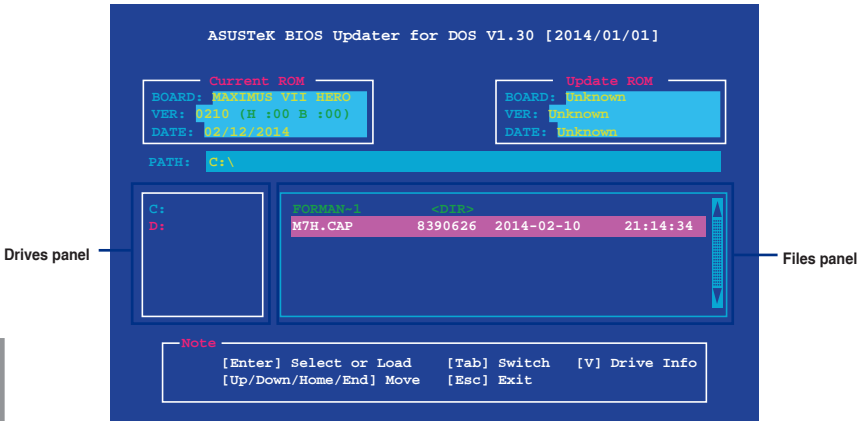 ASUSTeK BIOS Updater for DOS V1.30 [2014/01/01]
Current ROM
BOARD: MAXIMUS VII HERO
VER: 0210 (H :00 B :00)
DATE: 02/12/2014
Update ROM
BOARD: Unknown
VER: Unknown
DATE: Unknown
PATH: C:\
C:
D:
FORMAN~1 <DIR>
M7H.CAP 8390626 2014-02-10 21:14:34
Drives panel
Files panel
Note
[Enter] Select or Load [Tab] Switch [V] Drive Info
[Up/Down/Home/End] Move [Esc] Exit